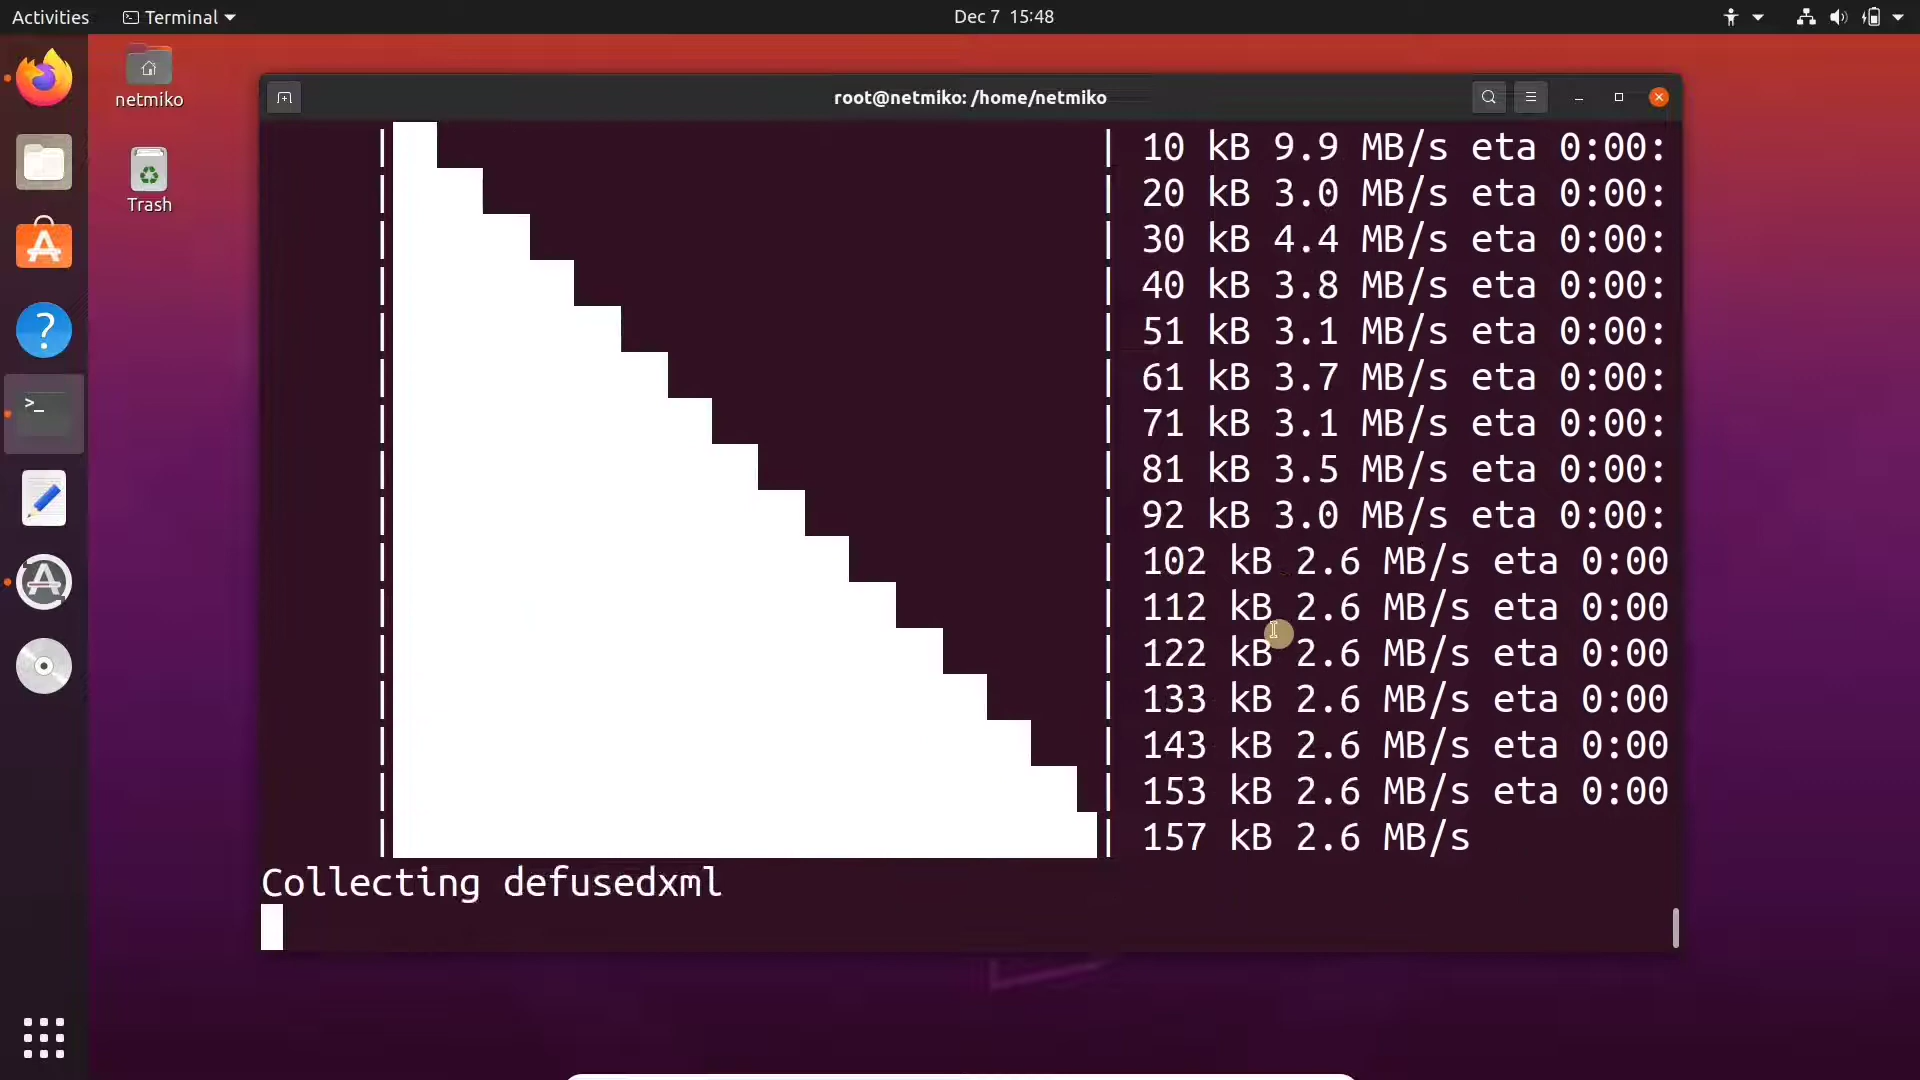 Activities
Terminal
Dec 7 15:48
netmiko
Trash
root@netmiko: /home/netmiko
| | 10 kB 9.9 MB/s eta 0:00:
| | 20 kB 3.0 MB/s eta 0:00:
| | 30 kB 4.4 MB/s eta 0:00:
| | 40 kB 3.8 MB/s eta 0:00:
| | 51 kB 3.1 MB/s eta 0:00:
| | 61 kB 3.7 MB/s eta 0:00:
| | 71 kB 3.1 MB/s eta 0:00:
| | 81 kB 3.5 MB/s eta 0:00:
| | 92 kB 3.0 MB/s eta 0:00:
| | 102 kB 2.6 MB/s eta 0:00
| | 112 kB 2.6 MB/s eta 0:00
| | 122 kB 2.6 MB/s eta 0:00
| | 133 kB 2.6 MB/s eta 0:00
| | 143 kB 2.6 MB/s eta 0:00
| | 153 kB 2.6 MB/s eta 0:00
| | 157 kB 2.6 MB/s
Collecting defusedxml